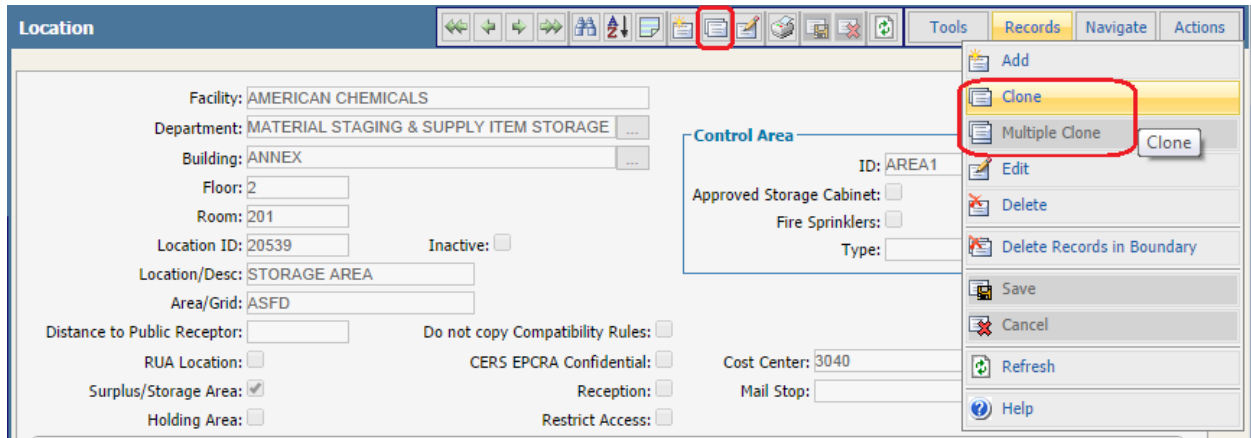 Location Tools Records Navigate Actions
Add
Facility: AMERICAN CHEMICALS Clone
Department: MATERIAL STAGING & SUPPLY ITEM STORAGE ... Control Area Multiple Clone Clone
Building: ANNEX ... ID: AREA1 Edit
Floor: 2 Approved Storage Cabinet: Delete
Room: 201 Fire Sprinklers:
Location ID: 20539 Inactive: Type: Delete Records in Boundary
Location/Desc: STORAGE AREA Save
Area/Grid: ASFD
Distance to Public Receptor: Do not copy Compatibility Rules: Cancel
RUA Location: CERS EPCRA Confidential: Cost Center: 3040 Refresh
Surplus/Storage Area: Reception: Mail Stop:
Holding Area: Restrict Access: Help